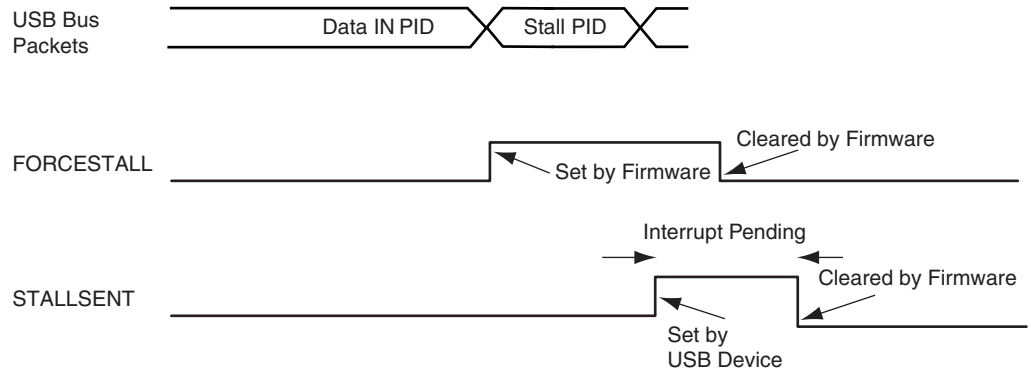 USB Bus
Packets
Data IN PID
Stall PID
FORCESTALL
Set by Firmware
Cleared by Firmware
Interrupt Pending
STALLSENT
Cleared by Firmware
Set by
USB Device